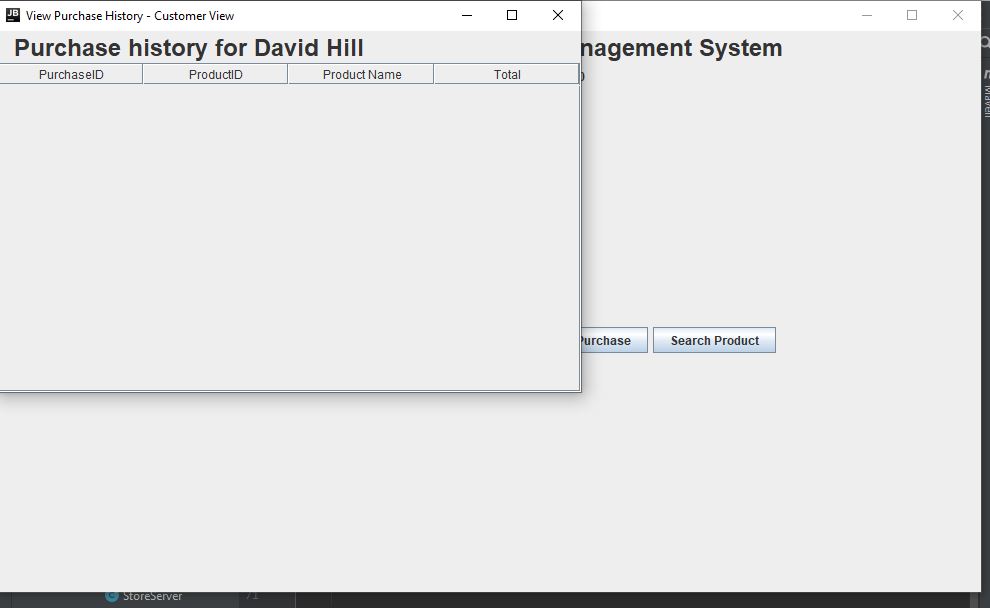 View Purchase History - Customer View
Purchase history for David Hill
PurchaseID ProductID Product Name Total
nagement System
Purchase Search Product
Maven
StoreServer 71